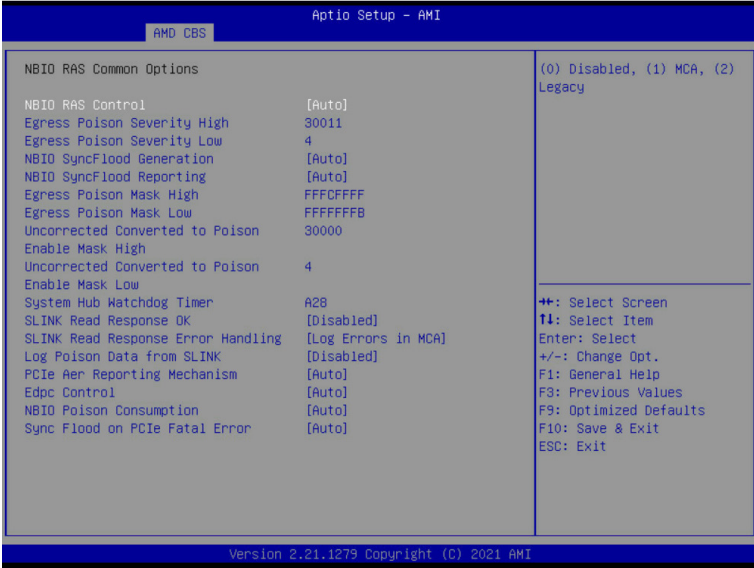 Aptio Setup – AMI
AMD CBS
NBIO RAS Common Options
NBIO RAS Control [Auto]
Egress Poison Severity High 30011
Egress Poison Severity Low 4
NBIO SyncFlood Generation [Auto]
NBIO SyncFlood Reporting [Auto]
Egress Poison Mask High FFFCFFFF
Egress Poison Mask Low FFFFFFFB
Uncorrected Converted to Poison 30000
Enable Mask High
Uncorrected Converted to Poison 4
Enable Mask Low
System Hub Watchdog Timer A28
SLINK Read Response OK [Disabled]
SLINK Read Response Error Handling [Log Errors in MCA]
Log Poison Data from SLINK [Disabled]
PCIe Aer Reporting Mechanism [Auto]
Edpc Control [Auto]
NBIO Poison Consumption [Auto]
Sync Flood on PCIe Fatal Error [Auto]
(0) Disabled, (1) MCA, (2)
Legacy
→←: Select Screen
↑↓: Select Item
Enter: Select
+/-: Change Opt.
F1: General Help
F3: Previous Values
F9: Optimized Defaults
F10: Save & Exit
ESC: Exit
Version 2.21.1279 Copyright (C) 2021 AMI